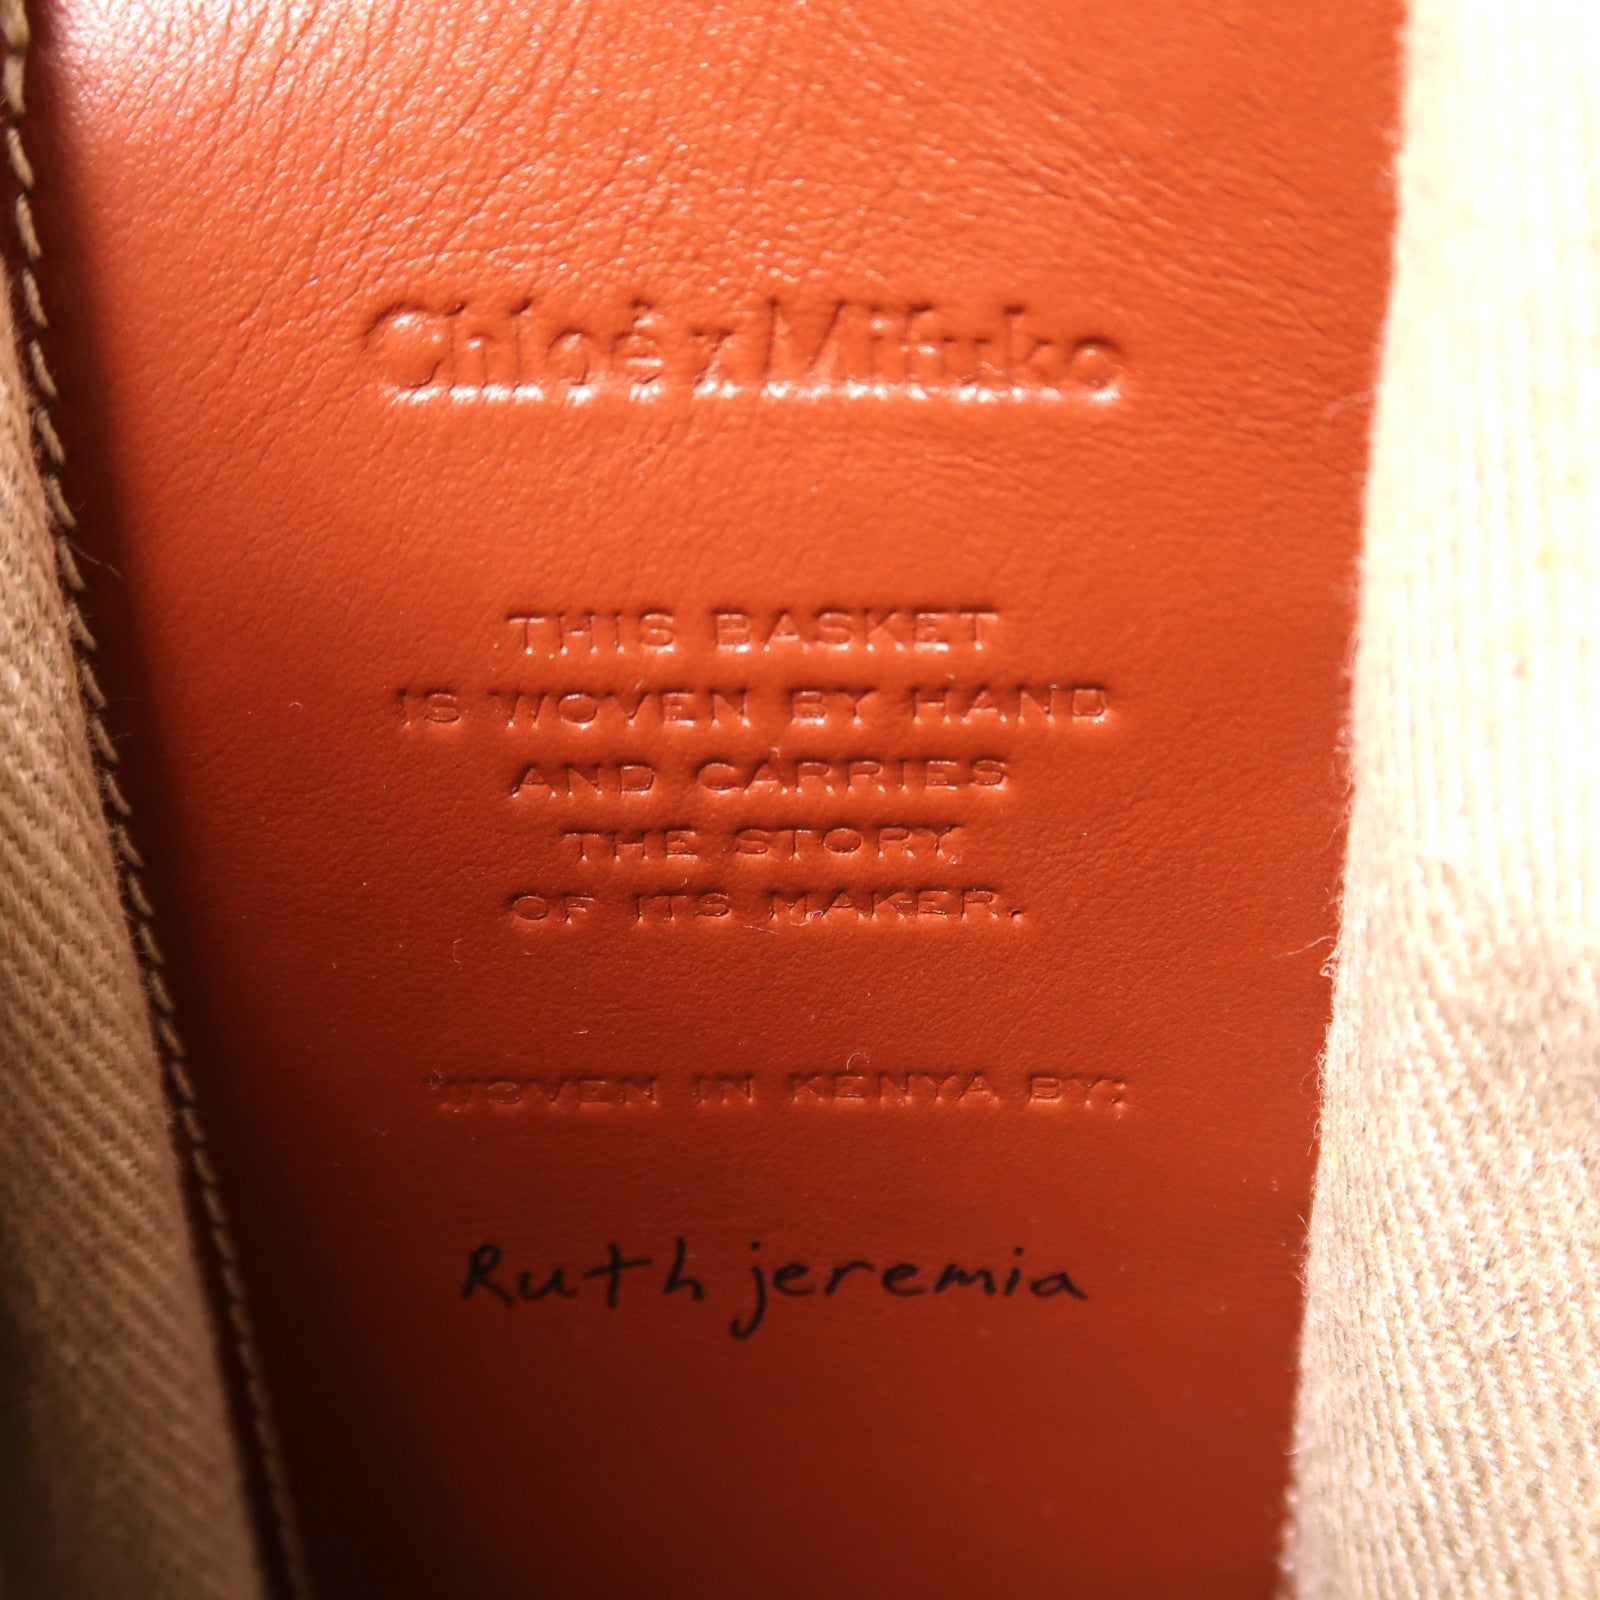 Chloé x Mifuko
THIS BASKET
IS WOVEN BY HAND
AND CARRIES
THE STORY
OF ITS MAKER.
WOVEN IN KENYA BY:
Ruth jeremia